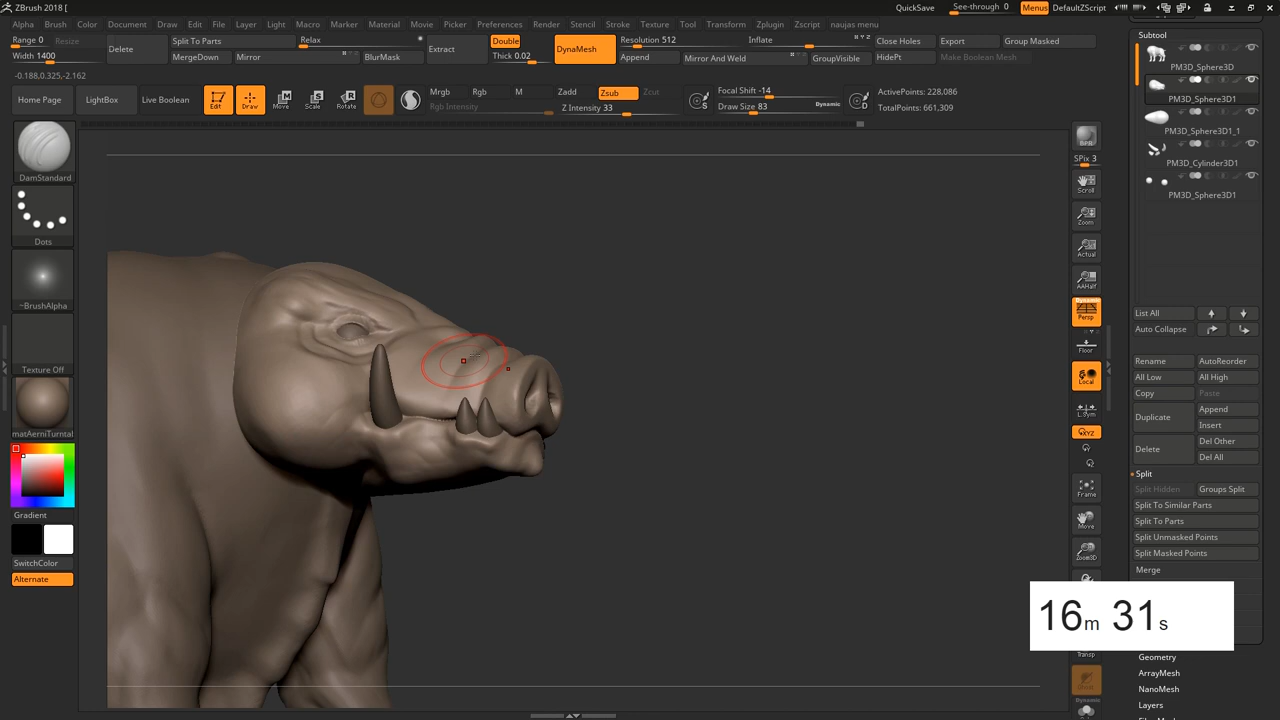 ZBrush 2018 [
QuickSave
See-through 0
Menus
DefaultZScript
Alpha Brush Color Document Draw Edit File Layer Light Macro Marker Material Movie Picker Preferences Render Stencil Stroke Texture Tool Transform Zplugin Zscript naujas menu
Range 0 Resize
Width 1400
Delete
Split To Parts
MergeDown
Relax
Mirror
BlurMask
Extract
Double
Thick 0.02
DynaMesh
Resolution 512
Append
Inflate
Mirror And Weld
GroupVisible
Close Holes
HidePt
Export
Make Boolean Mesh
Group Masked
-0.188,0.325,-2.162
Home Page
LightBox
Live Boolean
Edit
Draw
Move
Scale
Rotate
Mrgb Rgb M
Rgb Intensity
Zadd Zsub Zcut
Z Intensity 33
S
Focal Shift -14
Draw Size 83
Dynamic
D
ActivePoints: 228,086
TotalPoints: 661,309
DamStandard
Dots
~BrushAlpha
Texture Off
matAerniTurntal
Gradient
SwitchColor
Alternate
BPR
SPix 3
Scroll
Zoom
Actual
AAHalf
Dynamic
Persp
Floor
Local
L.Sym
XYZ
Frame
Move
Zoom3D
Transp
Dynamic
Subtool
PM3D_Sphere3D
PM3D_Sphere3D1
PM3D_Sphere3D1_1
PM3D_Cylinder3D1
PM3D_Sphere3D1
List All
Auto Collapse
Rename AutoReorder
All Low All High
Copy Paste
Duplicate Append
Insert
Delete Del Other
Del All
Split
Split Hidden Groups Split
Split To Similar Parts
Split To Parts
Split Unmasked Points
Split Masked Points
Merge
16m 31s
Geometry
ArrayMesh
NanoMesh
Layers